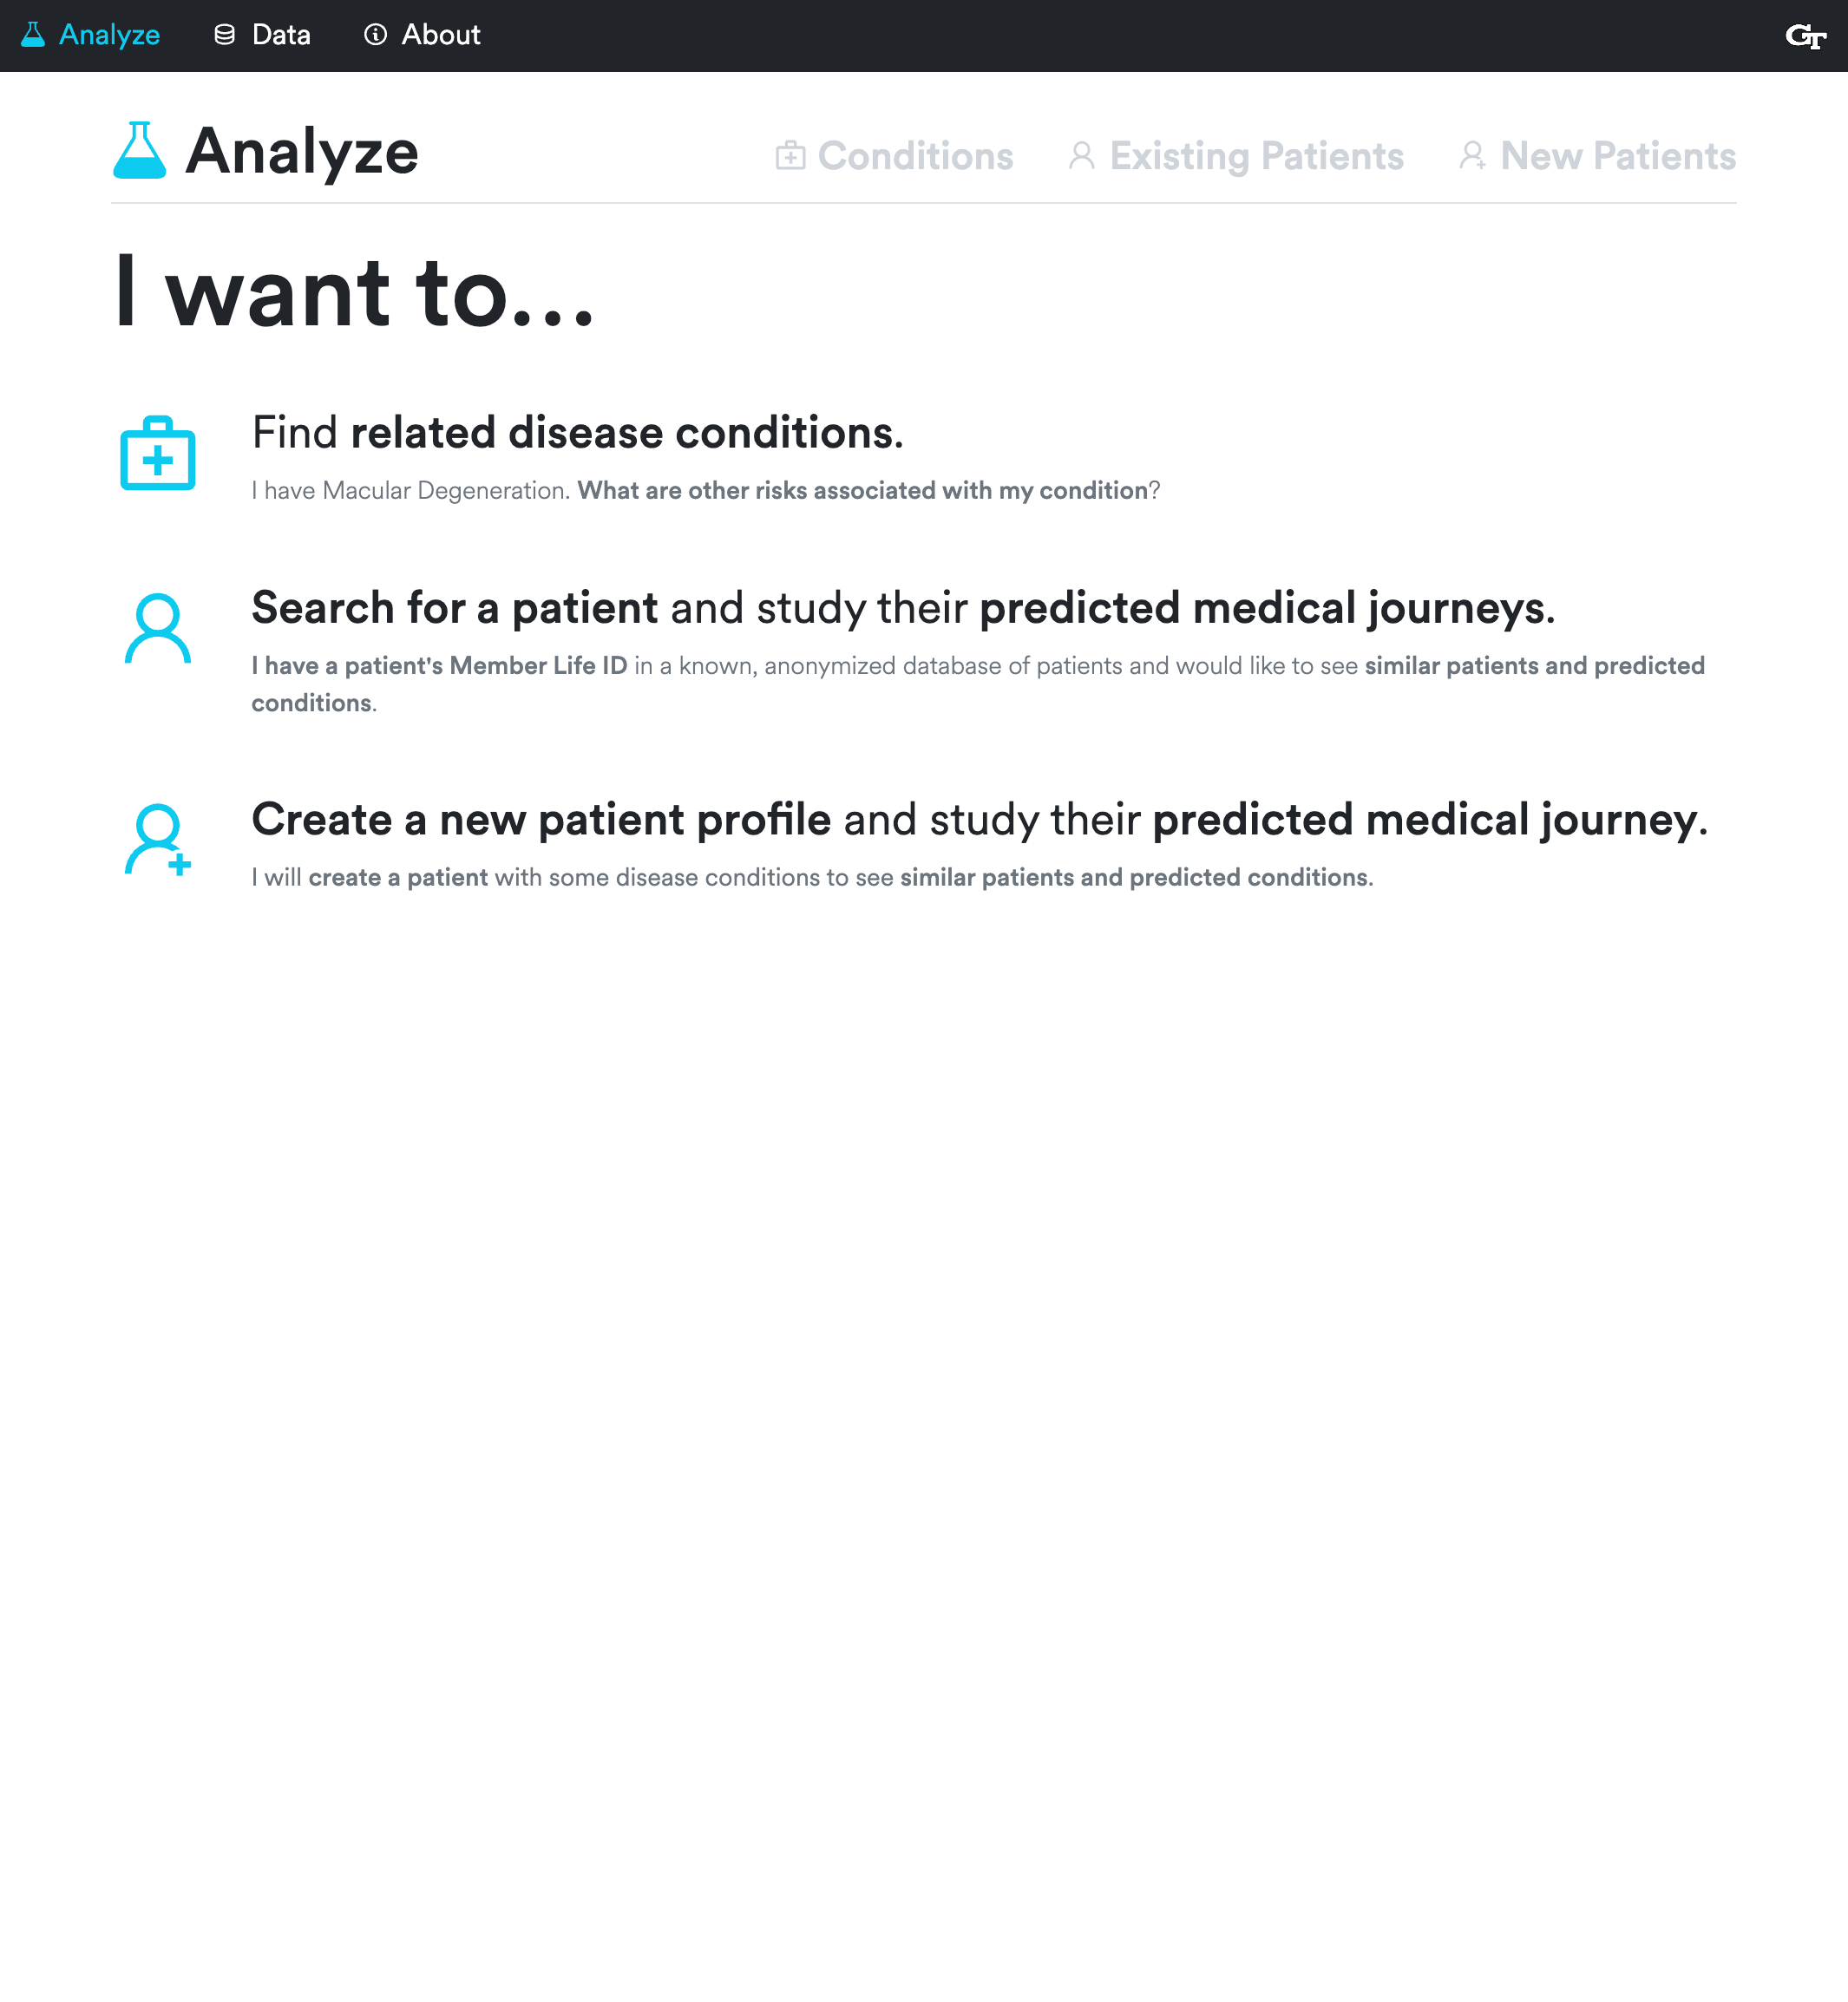 Analyze Data About GT
Analyze Conditions Existing Patients New Patients
I want to...
Find related disease conditions.
I have Macular Degeneration. What are other risks associated with my condition?
Search for a patient and study their predicted medical journeys.
I have a patient's Member Life ID in a known, anonymized database of patients and would like to see similar patients and predicted
conditions.
Create a new patient profile and study their predicted medical journey.
I will create a patient with some disease conditions to see similar patients and predicted conditions.